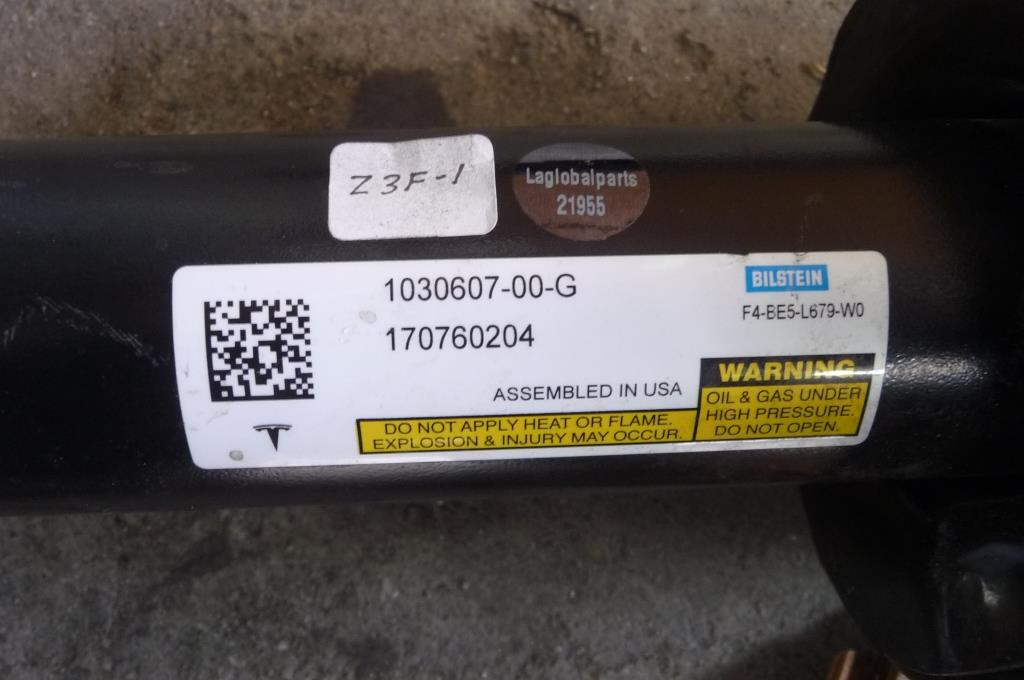 Z3F-1
Laglobalparts
21955
1030607-00-G
170760204
BILSTEIN
F4-BE5-L679-W0
ASSEMBLED IN USA
DO NOT APPLY HEAT OR FLAME.
EXPLOSION & INJURY MAY OCCUR.
WARNING
OIL & GAS UNDER
HIGH PRESSURE.
DO NOT OPEN.